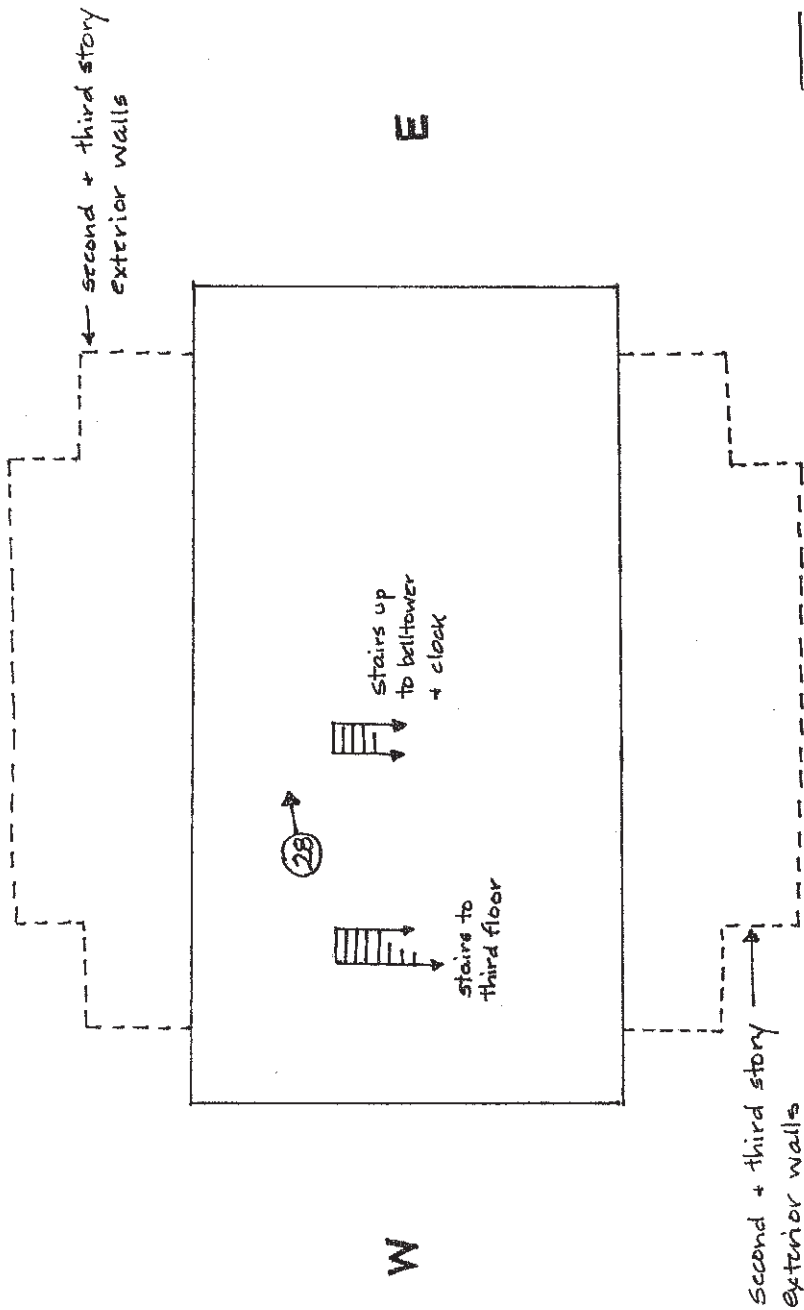 second + third story
exterior walls
E
stairs up
to belltower
+ clock
28
stairs to
third floor
W
second + third story
exterior walls